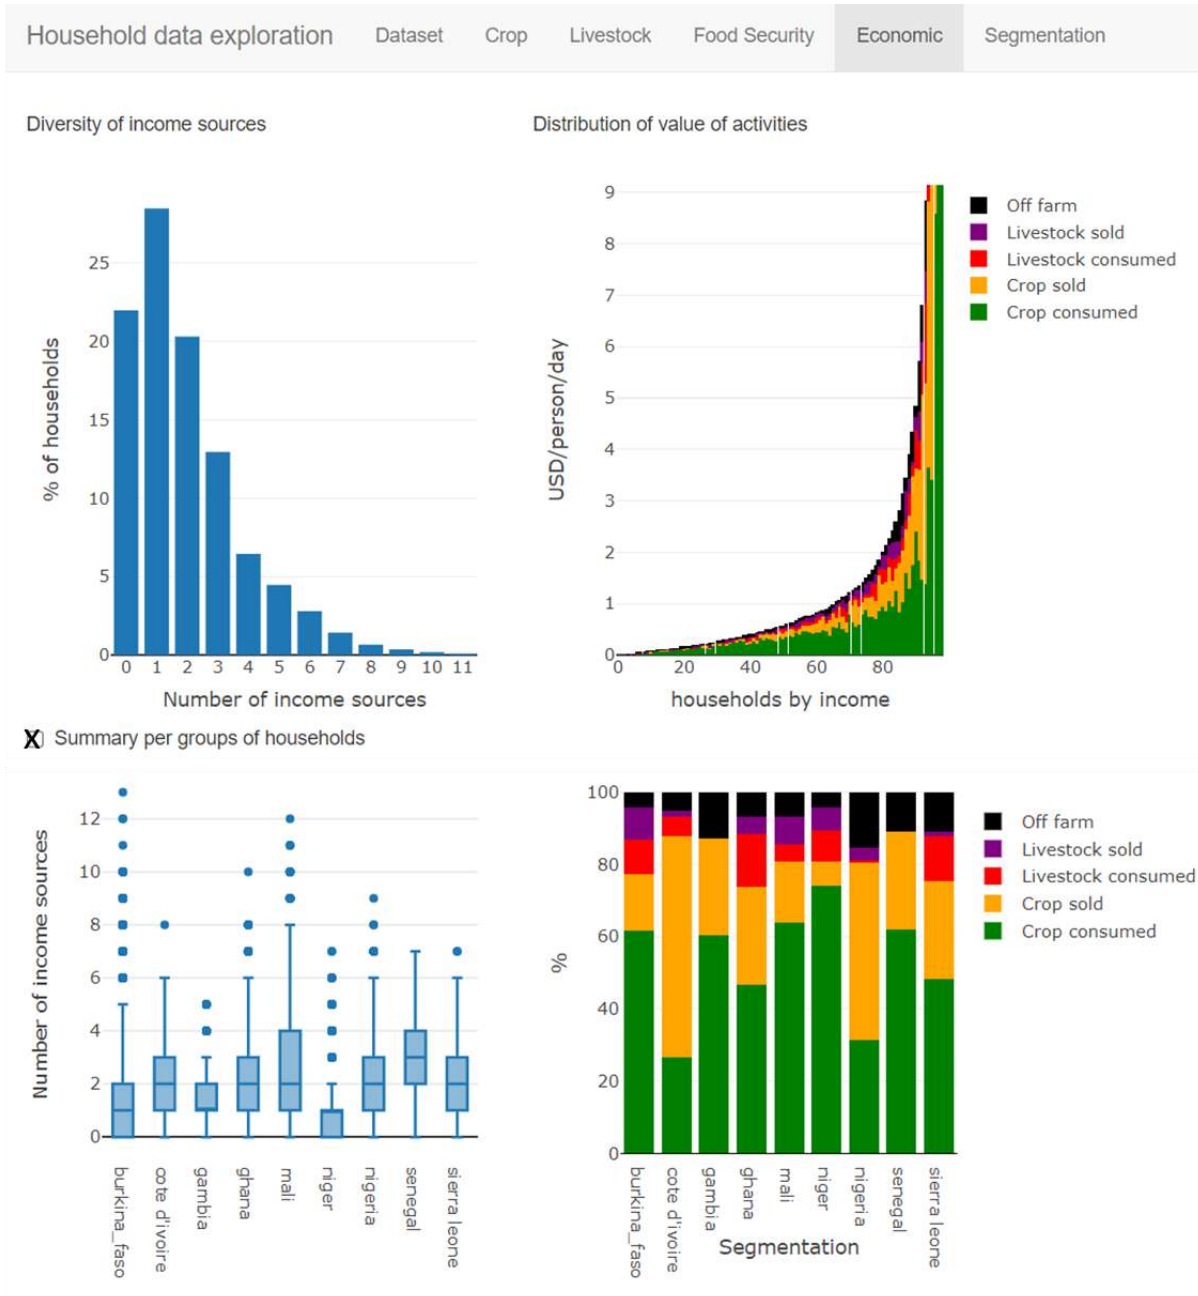 Household data exploration Dataset Crop Livestock Food Security Economic Segmentation
Diversity of income sources
Distribution of value of activities
25
20
15
10
5
0
% of households
0 1 2 3 4 5 6 7 8 9 10 11
Number of income sources
9
8
7
6
5
4
3
2
1
0
USD/person/day
0 20 40 60 80
households by income
Off farm
Livestock sold
Livestock consumed
Crop sold
Crop consumed
X Summary per groups of households
12
10
8
6
4
2
0
Number of income sources
burkina_faso
cote d'ivoire
gambia
ghana
mali
niger
nigeria
senegal
sierra leone
100
80
60
40
20
0
%
burkina_faso
cote d'ivoire
gambia
ghana
mali
niger
nigeria
senegal
sierra leone
Segmentation
Off farm
Livestock sold
Livestock consumed
Crop sold
Crop consumed